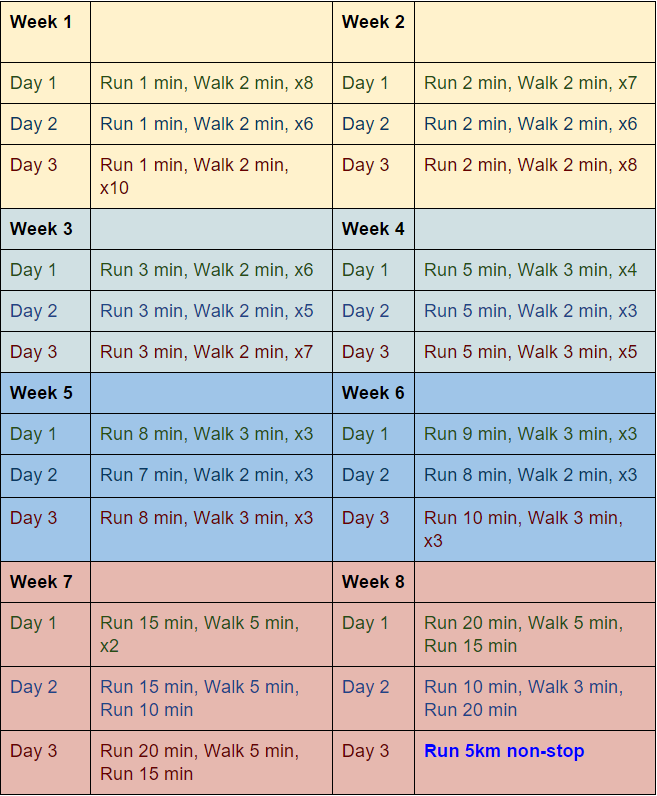 Week 1 Week 2
Day 1 Run 1 min, Walk 2 min, x8 Day 1 Run 2 min, Walk 2 min, x7
Day 2 Run 1 min, Walk 2 min, x6 Day 2 Run 2 min, Walk 2 min, x6
Day 3 Run 1 min, Walk 2 min, Day 3 Run 2 min, Walk 2 min, x8
x10
Week 3 Week 4
Day 1 Run 3 min, Walk 2 min, x6 Day 1 Run 5 min, Walk 3 min, x4
Day 2 Run 3 min, Walk 2 min, x5 Day 2 Run 5 min, Walk 2 min, x3
Day 3 Run 3 min, Walk 2 min, x7 Day 3 Run 5 min, Walk 3 min, x5
Week 5 Week 6
Day 1 Run 8 min, Walk 3 min, x3 Day 1 Run 9 min, Walk 3 min, x3
Day 2 Run 7 min, Walk 2 min, x3 Day 2 Run 8 min, Walk 2 min, x3
Day 3 Run 8 min, Walk 3 min, x3 Day 3 Run 10 min, Walk 3 min,
x3
Week 7 Week 8
Day 1 Run 15 min, Walk 5 min, Day 1 Run 20 min, Walk 5 min,
x2 Run 15 min
Day 2 Run 15 min, Walk 5 min, Day 2 Run 10 min, Walk 3 min,
Run 10 min Run 20 min
Day 3 Run 20 min, Walk 5 min, Day 3 Run 5km non-stop
Run 15 min